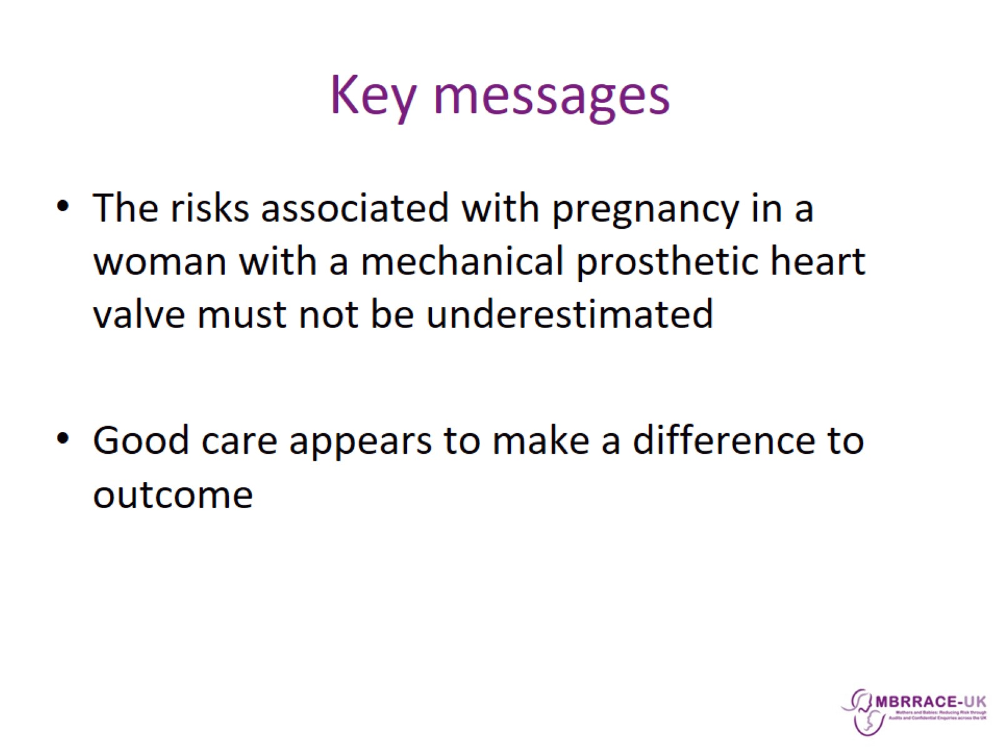 Key messages
• The risks associated with pregnancy in a
woman with a mechanical prosthetic heart
valve must not be underestimated
• Good care appears to make a difference to
outcome
MBRRACE-UK
Mothers and Babies: Reducing Risk through
Audits and Confidential Enquiries across the UK